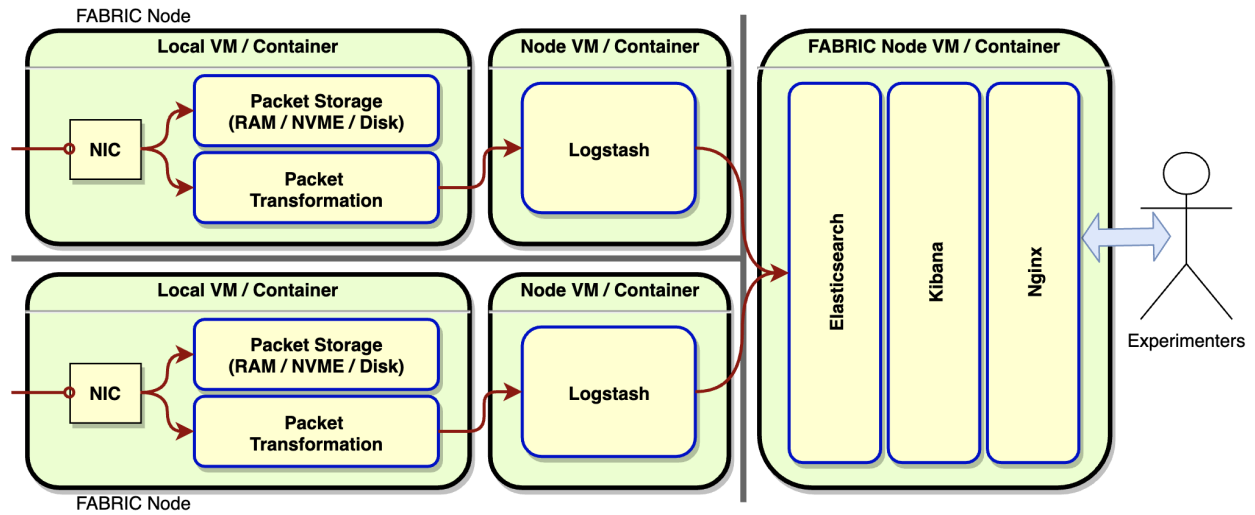 FABRIC Node
Local VM / Container
NIC
Packet Storage
(RAM / NVME / Disk)
Packet
Transformation
Node VM / Container
Logstash
Local VM / Container
NIC
Packet Storage
(RAM / NVME / Disk)
Packet
Transformation
FABRIC Node
Node VM / Container
Logstash
FABRIC Node VM / Container
Elasticsearch
Kibana
Nginx
Experimenters